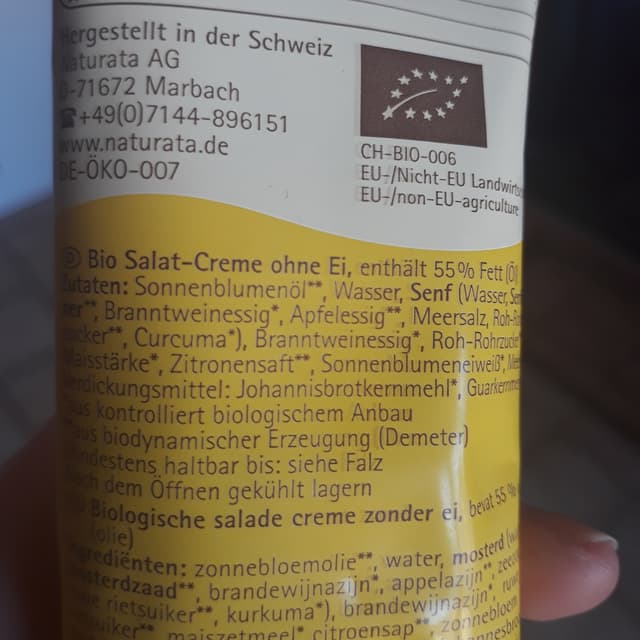 Hergestellt in der Schweiz
Naturata AG
D-71672 Marbach
☎+49(0)7144-896151
www.naturata.de
DE-ÖKO-007
CH-BIO-006
EU-/Nicht-EU
EU-/non-EU-agriculture
D Bio Salat-Creme ohne Ei, enthält 55% Fett (Öl)
Zutaten: Sonnenblumenöl**, Wasser, Senf (Wasser,
Branntweinessig*, Apfelessig**, Meersalz,
Curcuma*), Branntweinessig*, Roh-Rohrzucker
Maisstärke*, Zitronensaft**, Sonnenblumeneiweiß*,
Verdickungsmittel: Johannisbrotkernmehl*,
*aus kontrolliert biologischem Anbau
**aus biodynamischer Erzeugung (Demeter)
Mindestens haltbar bis: siehe Falz
Nach dem Öffnen gekühlt lagern
Biologische salade creme zonder ei, bevat 55%
(olie)
Ingrediënten: zonnebloemolie**, water, mosterd
mosterdzaad**, brandewijnazijn*, appelazijn**,
rietsuiker**, kurkuma*), brandewijnazijn*,
maiszetmeel*, citroensap**,